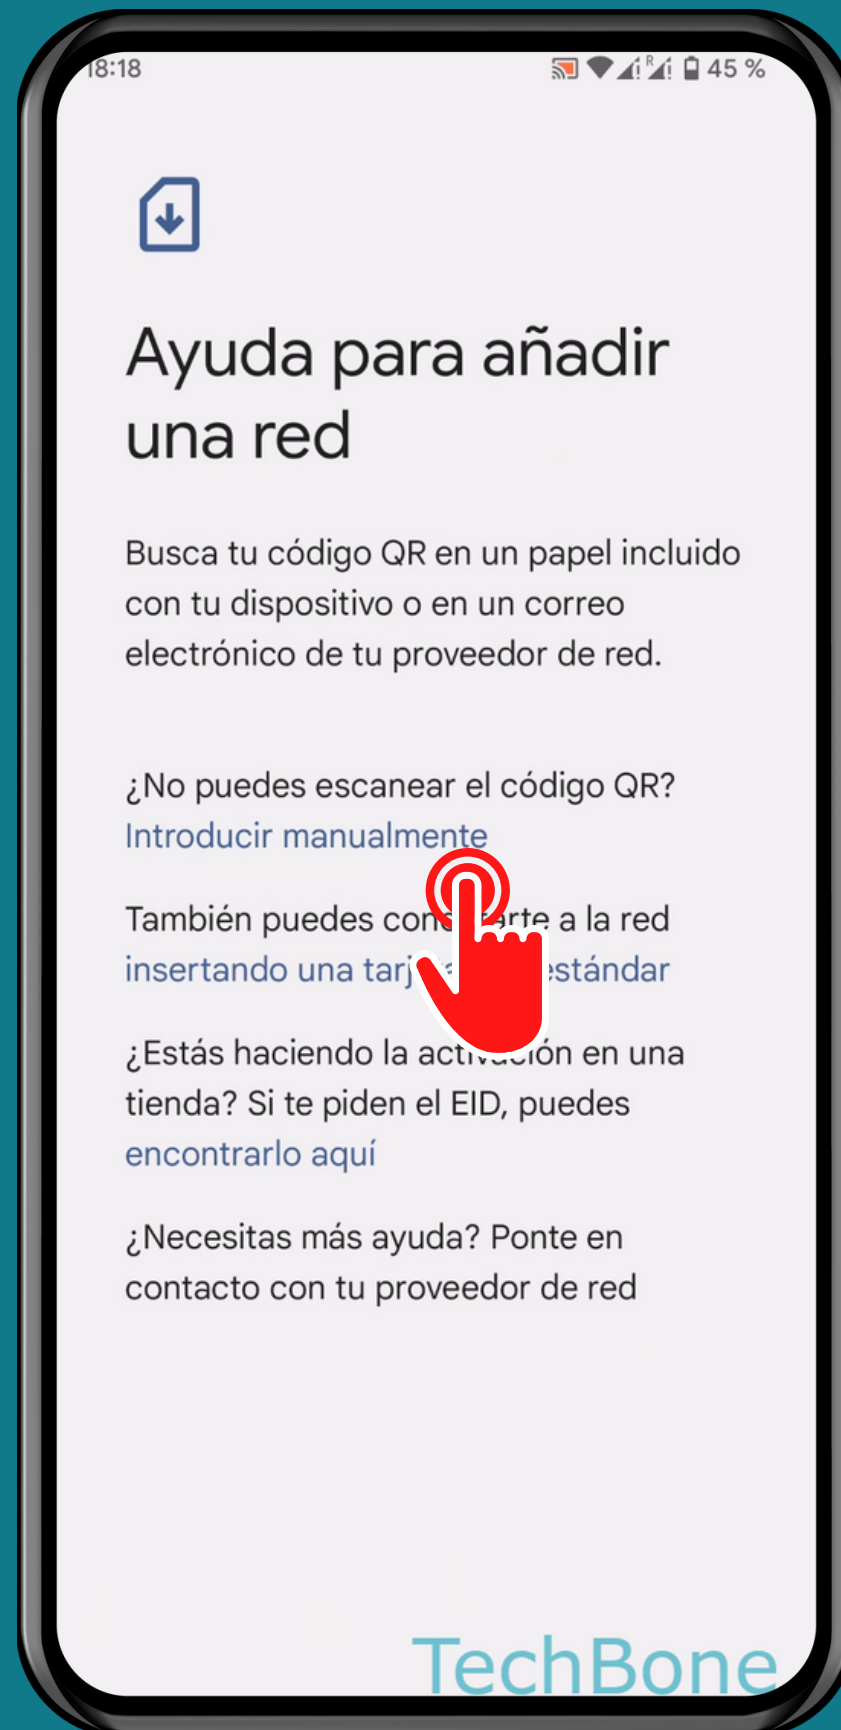 18:18
R
45 %
Ayuda para añadir
una red
Busca tu código QR en un papel incluido
con tu dispositivo o en un correo
electrónico de tu proveedor de red.
¿No puedes escanear el código QR?
Introducir manualmente
También puedes a la red
insertando una estándar
¿Estás haciendo la activación en una
tienda? Si te piden el EID, puedes
encontrarlo aquí
¿Necesitas más ayuda? Ponte en
contacto con tu proveedor de red
TechBone